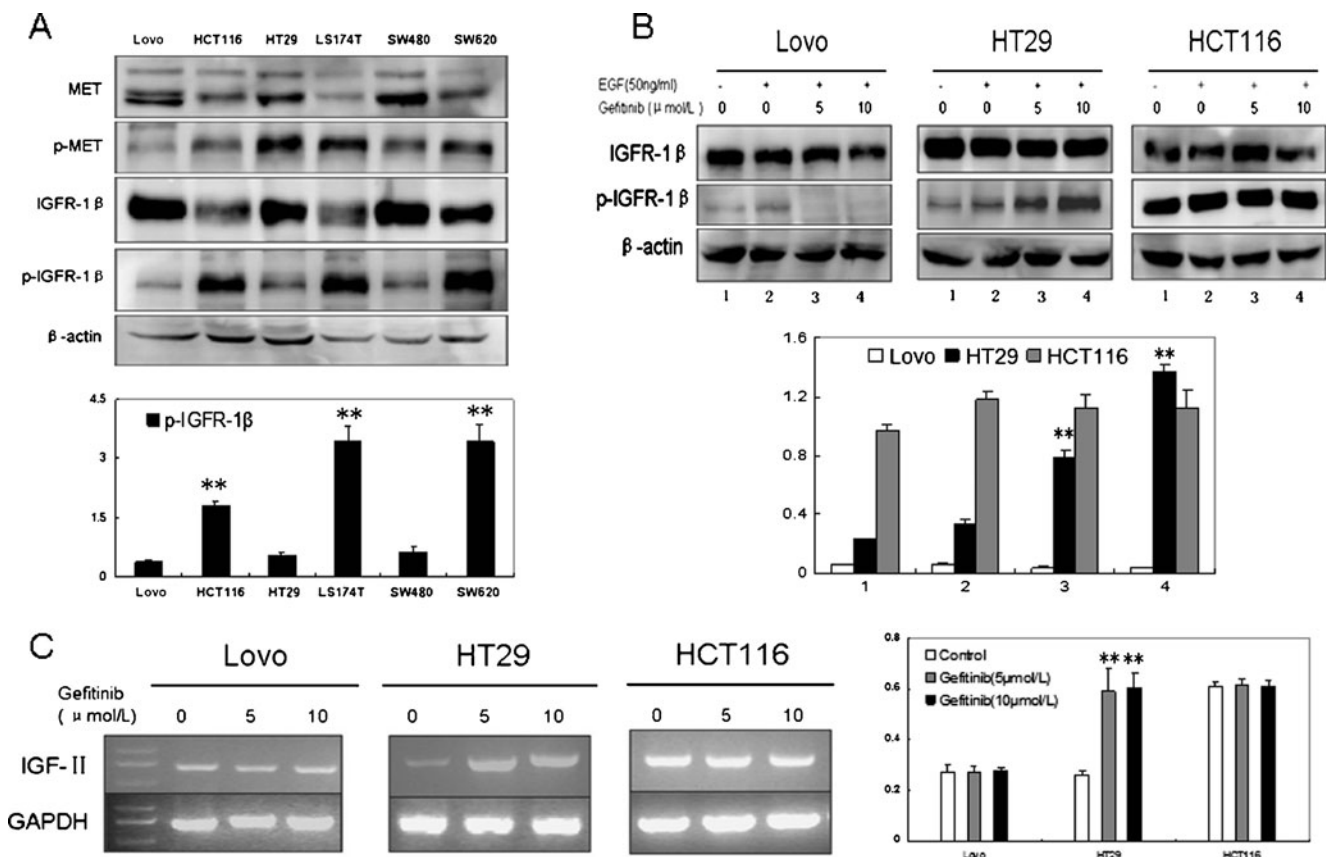 A
Lovo HCT116 HT29 LS174T SW480 SW620
MET
p-MET
IGFR-1β
p-IGFR-1β
β-actin
4.5
3
1.5
0
p-IGFR-1β
** ** **
Lovo HCT116 HT29 LS174T SW480 SW620
B
Lovo HT29 HCT116
EGF(50ng/ml) - + + + - + + + - + + +
Gefitinib (μ mol/L) 0 0 5 10 0 0 5 10 0 0 5 10
IGFR-1β
p-IGFR-1β
β-actin
1 2 3 4 1 2 3 4 1 2 3 4
1.6
1.2
0.8
0.4
0
Lovo HT29 HCT116
** **
1 2 3 4
C
Lovo HT29 HCT116
Gefitinib
( μ mol/L) 0 5 10 0 5 10 0 5 10
IGF-II
GAPDH
0.8
0.6
0.4
0.2
0
Control
Gefitinib(5μmol/L)
Gefitinib(10μmol/L)
** **
Lovo HT29 HCT116